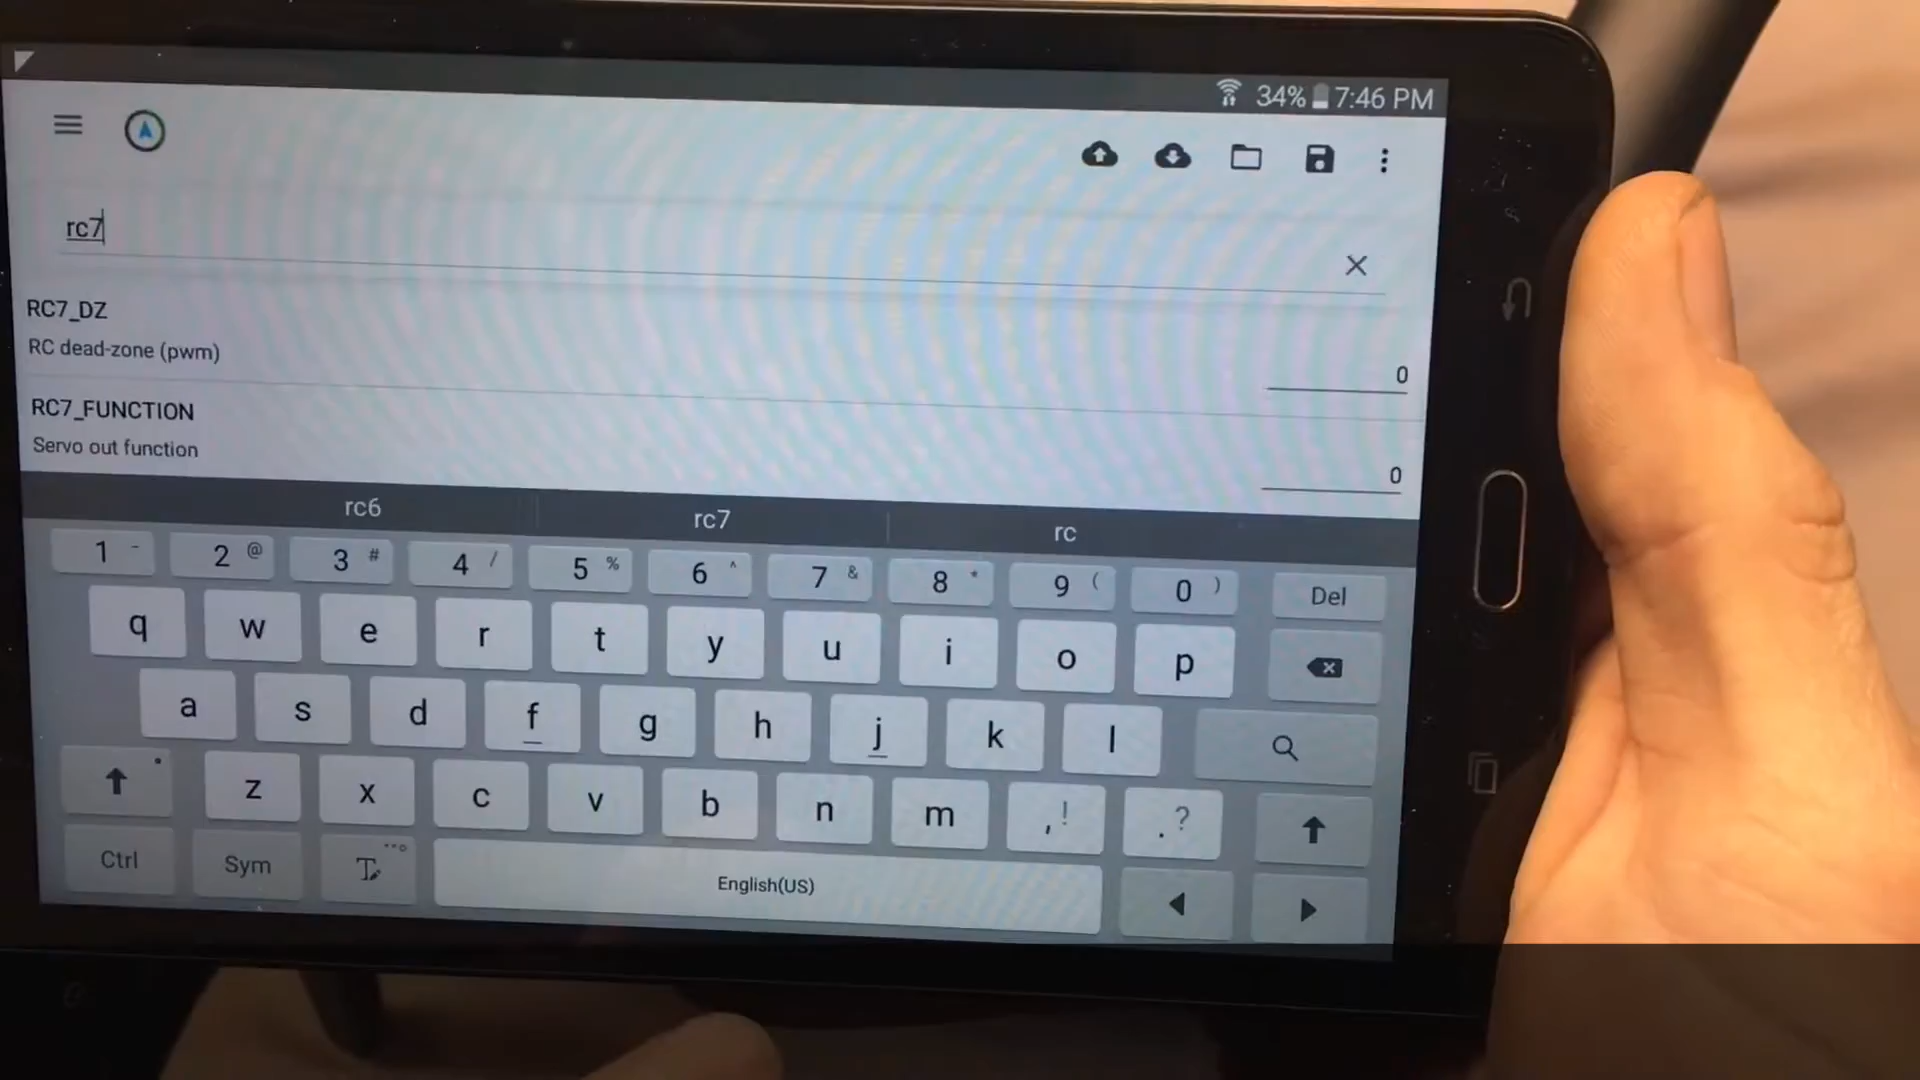 34% 7:46 PM
rc7
RC7_DZ
RC dead-zone (pwm)
0
RC7_FUNCTION
Servo out function
0
rc6 rc7 rc
1 - 2 @ 3 # 4 / 5 % 6 ^ 7 & 8 * 9 ( 0 ) Del
q w e r t y u i o p
a s d f g h j k l
z x c v b n m , ! . ?
Ctrl Sym T English(US)